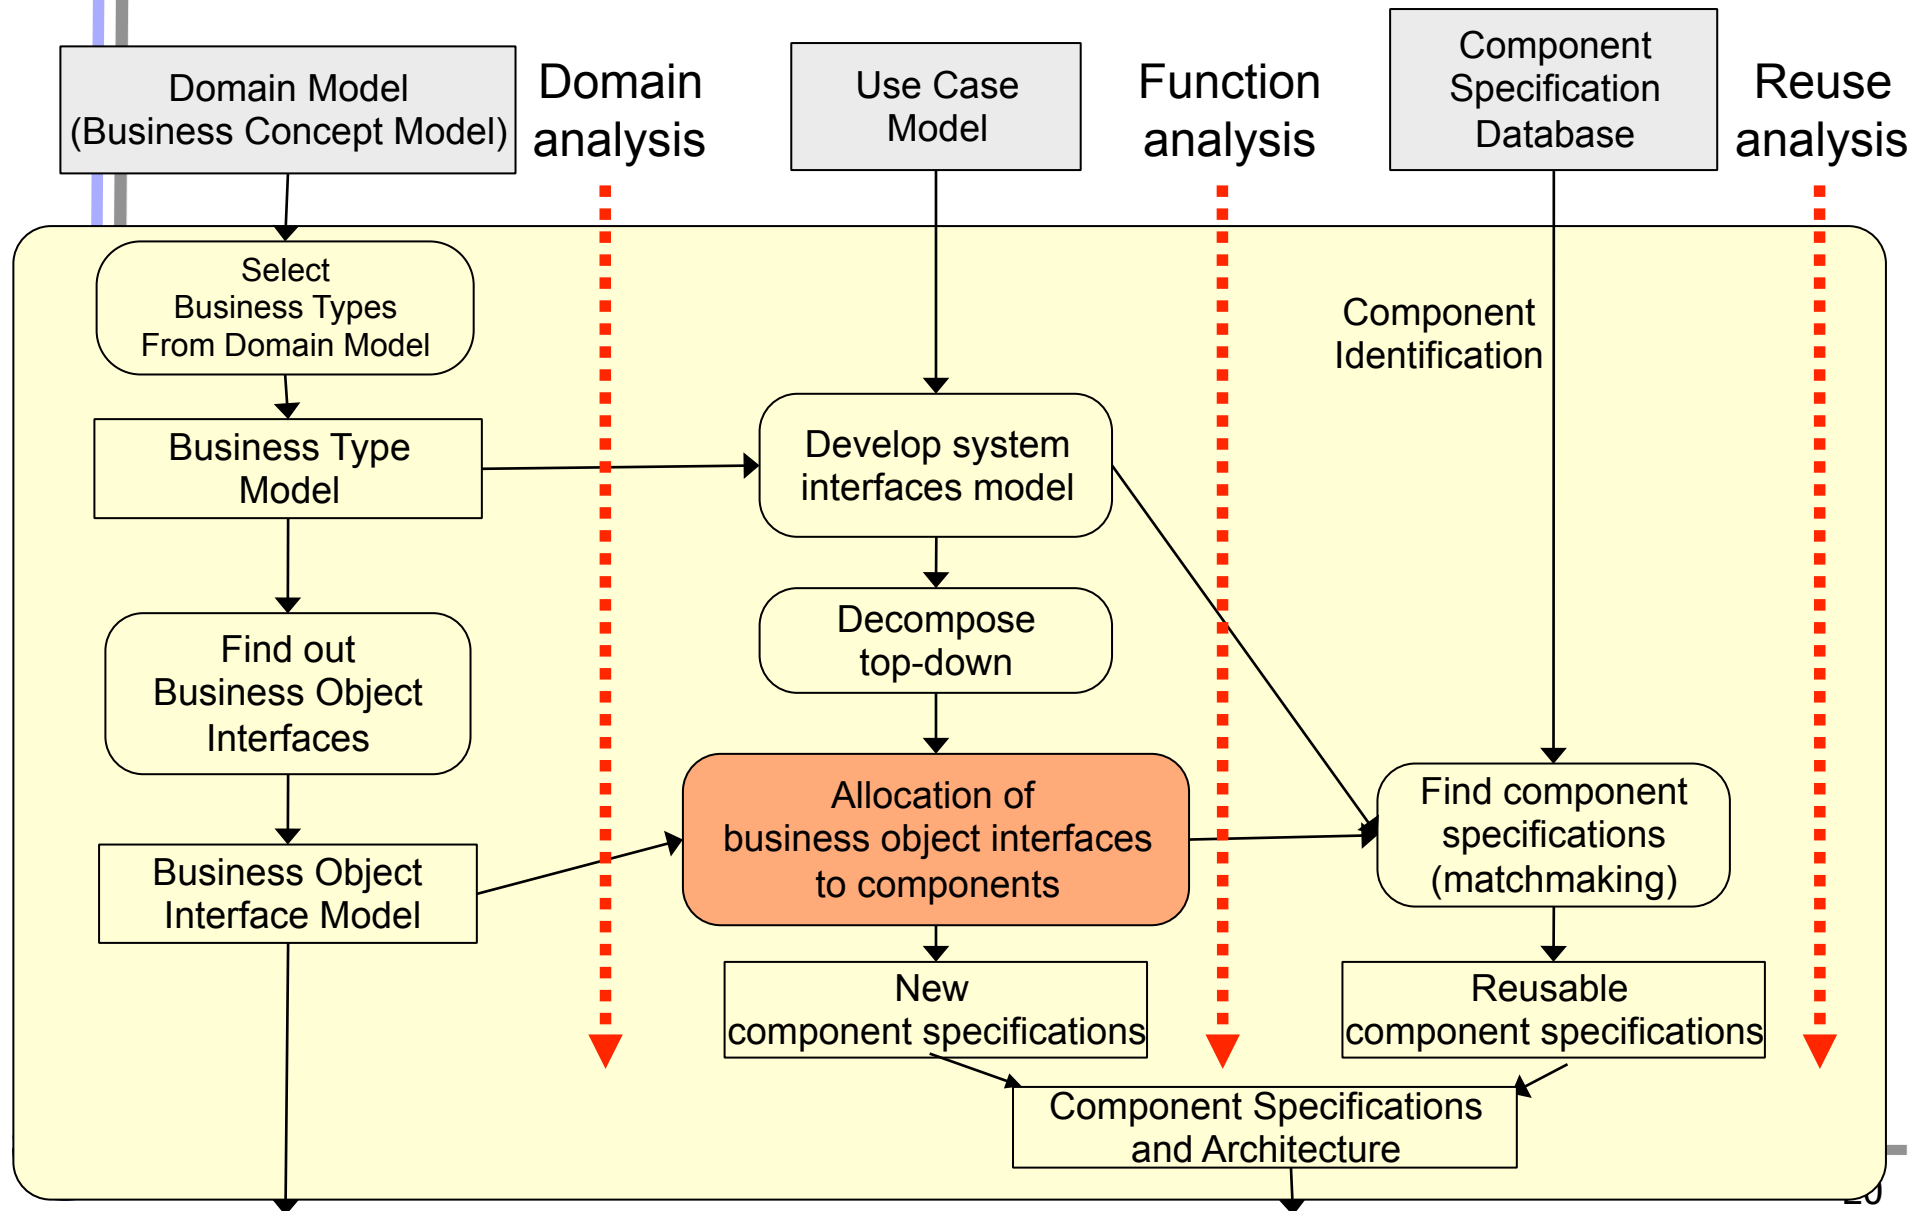 Domain Model
(Business Concept Model)
Domain
analysis
Use Case
Model
Function
analysis
Component
Specification
Database
Reuse
analysis
Select
Business Types
From Domain Model
Component
Identification
Business Type
Model
Develop system
interfaces model
Find out
Business Object
Interfaces
Decompose
top-down
Allocation of
business object interfaces
to components
Find component
specifications
(matchmaking)
Business Object
Interface Model
New
component specifications
Reusable
component specifications
Component Specifications
and Architecture
20